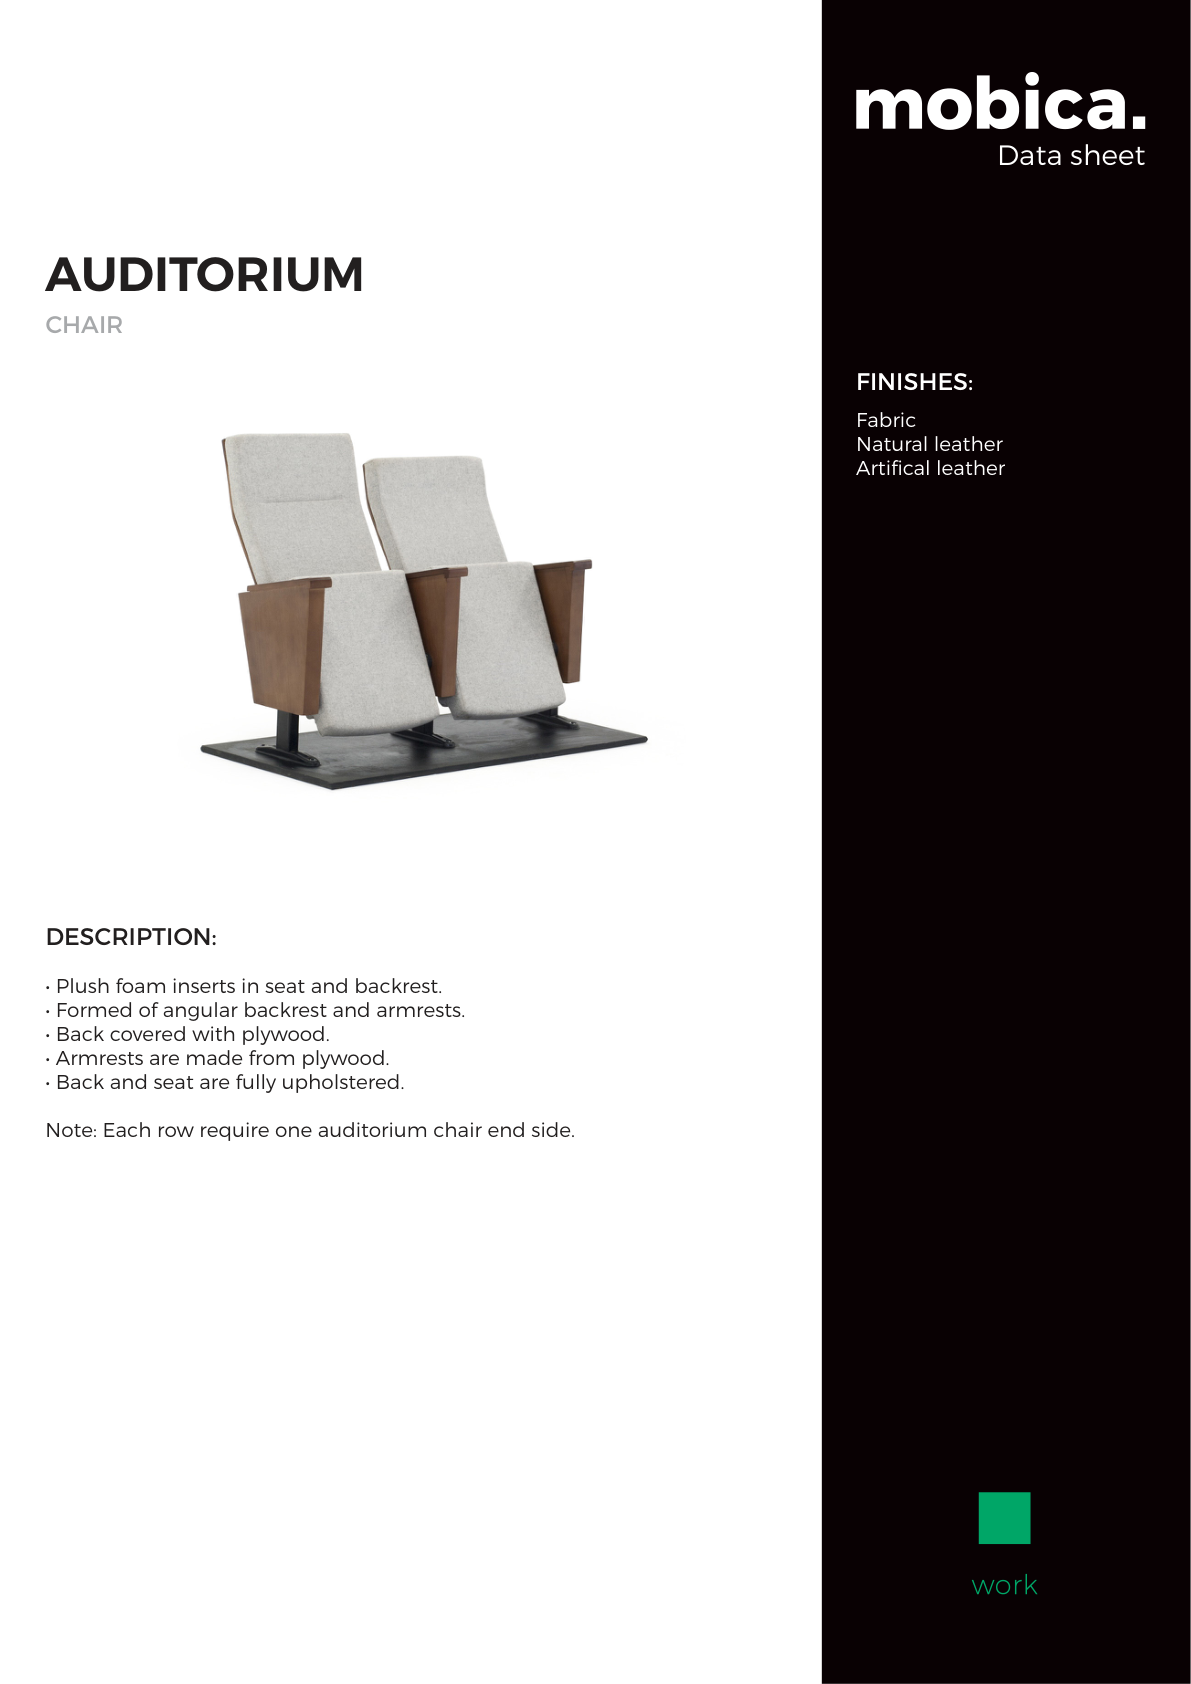 mobica.
Data sheet
AUDITORIUM
CHAIR
FINISHES:
Fabric
Natural leather
Artifical leather
DESCRIPTION:
• Plush foam inserts in seat and backrest.
• Formed of angular backrest and armrests.
• Back covered with plywood.
• Armrests are made from plywood.
• Back and seat are fully upholstered.
Note: Each row require one auditorium chair end side.
work